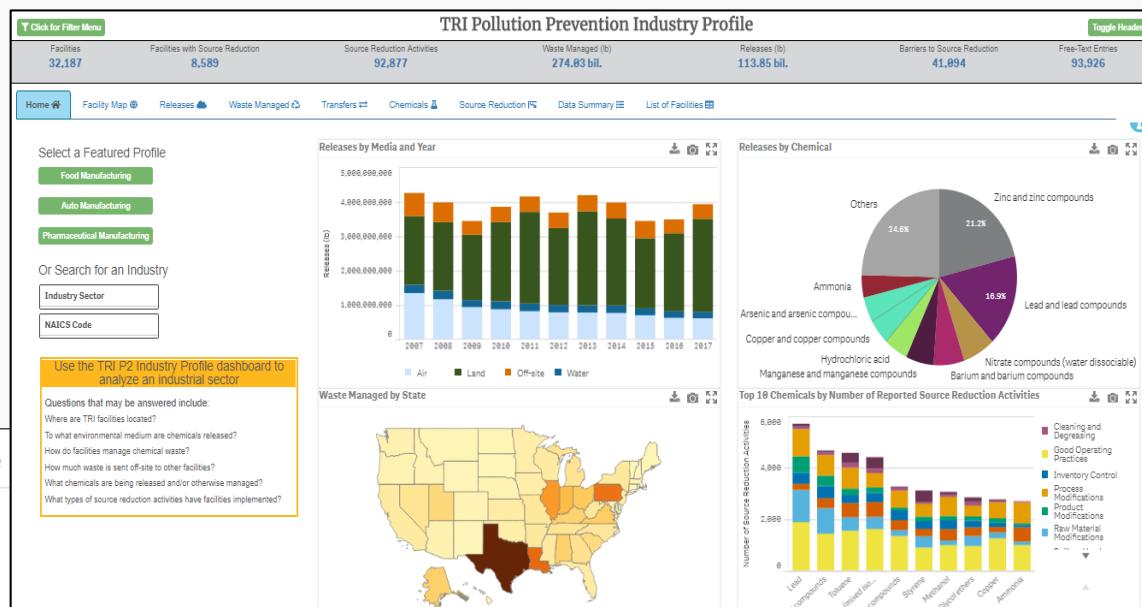 Click for Filter Menu
TRI Pollution Prevention Industry Profile
Toggle Header
Facilities
32,187
Facilities with Source Reduction
8,589
Source Reduction Activities
92,877
Waste Managed (lb)
274.03 bil.
Releases (lb)
113.85 bil.
Barriers to Source Reduction
41,094
Free-Text Entries
93,926
Home
Facility Map
Releases
Waste Managed
Transfers
Chemicals
Source Reduction
Data Summary
List of Facilities
Select a Featured Profile
Food Manufacturing
Auto Manufacturing
Pharmaceutical Manufacturing
Or Search for an Industry
Industry Sector
NAICS Code
Use the TRI P2 Industry Profile dashboard to
analyze an industrial sector
Questions that may be answered include:
Where are TRI facilities located?
To what environmental medium are chemicals released?
How do facilities manage chemical waste?
How much waste is sent off-site to other facilities?
What chemicals are being released and/or otherwise managed?
What types of source reduction activities have facilities implemented?
Releases by Media and Year
Releases (lb)
5,000,000,000
4,000,000,000
3,000,000,000
2,000,000,000
1,000,000,000
0
2007 2008 2009 2010 2011 2012 2013 2014 2015 2016 2017
Air Land Off-site Water
Releases by Chemical
Others
24.6%
Zinc and zinc compounds
21.2%
Lead and lead compounds
16.9%
Nitrate compounds (water dissociable)
Barium and barium compounds
Manganese and manganese compounds
Hydrochloric acid
Copper and copper compounds
Arsenic and arsenic compou...
Ammonia
Waste Managed by State
Top 10 Chemicals by Number of Reported Source Reduction Activities
Number of Source Reduction Activities
6,000
4,000
2,000
0
Lead
compounds
Toluene
(mixed iso...
compounds
Styrene
Methanol
Glycol ethers
Copper
Ammonia
Cleaning and
Degreasing
Good Operating
Practices
Inventory Control
Process
Modifications
Product
Modifications
Raw Material
Modifications